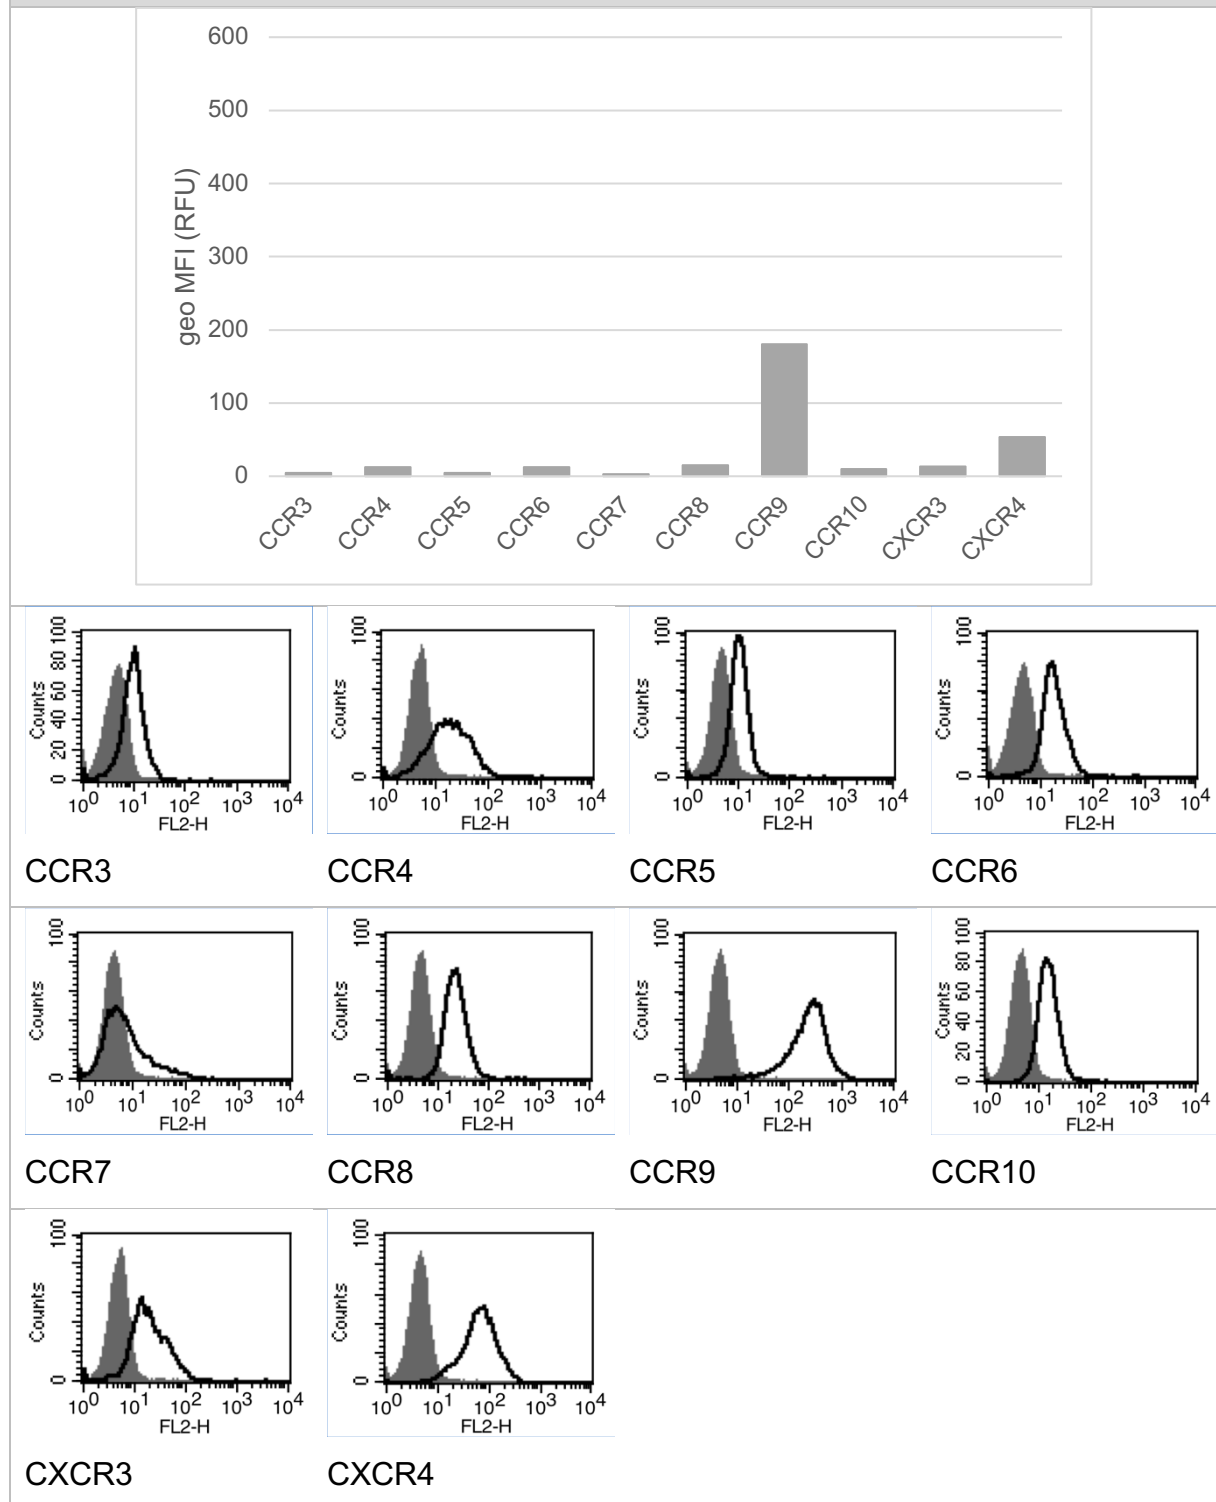 600
500
400
300
200
100
0
geo MFI (RFU)
CCR3 CCR4 CCR5 CCR6 CCR7 CCR8 CCR9 CCR10 CXCR3 CXCR4
Counts
0 20 40 60 80 100
10^0 10^1 10^2 10^3 10^4
FL2-H
Counts
0 100
10^0 10^1 10^2 10^3 10^4
FL2-H
Counts
0 100
10^0 10^1 10^2 10^3 10^4
FL2-H
Counts
0 100
10^0 10^1 10^2 10^3 10^4
FL2-H
CCR3 CCR4 CCR5 CCR6
Counts
0 100
10^0 10^1 10^2 10^3 10^4
FL2-H
Counts
0 100
10^0 10^1 10^2 10^3 10^4
FL2-H
Counts
0 100
10^0 10^1 10^2 10^3 10^4
FL2-H
Counts
0 20 40 60 80 100
10^0 10^1 10^2 10^3 10^4
FL2-H
CCR7 CCR8 CCR9 CCR10
Counts
0 100
10^0 10^1 10^2 10^3 10^4
FL2-H
Counts
0 100
10^0 10^1 10^2 10^3 10^4
FL2-H
CXCR3 CXCR4